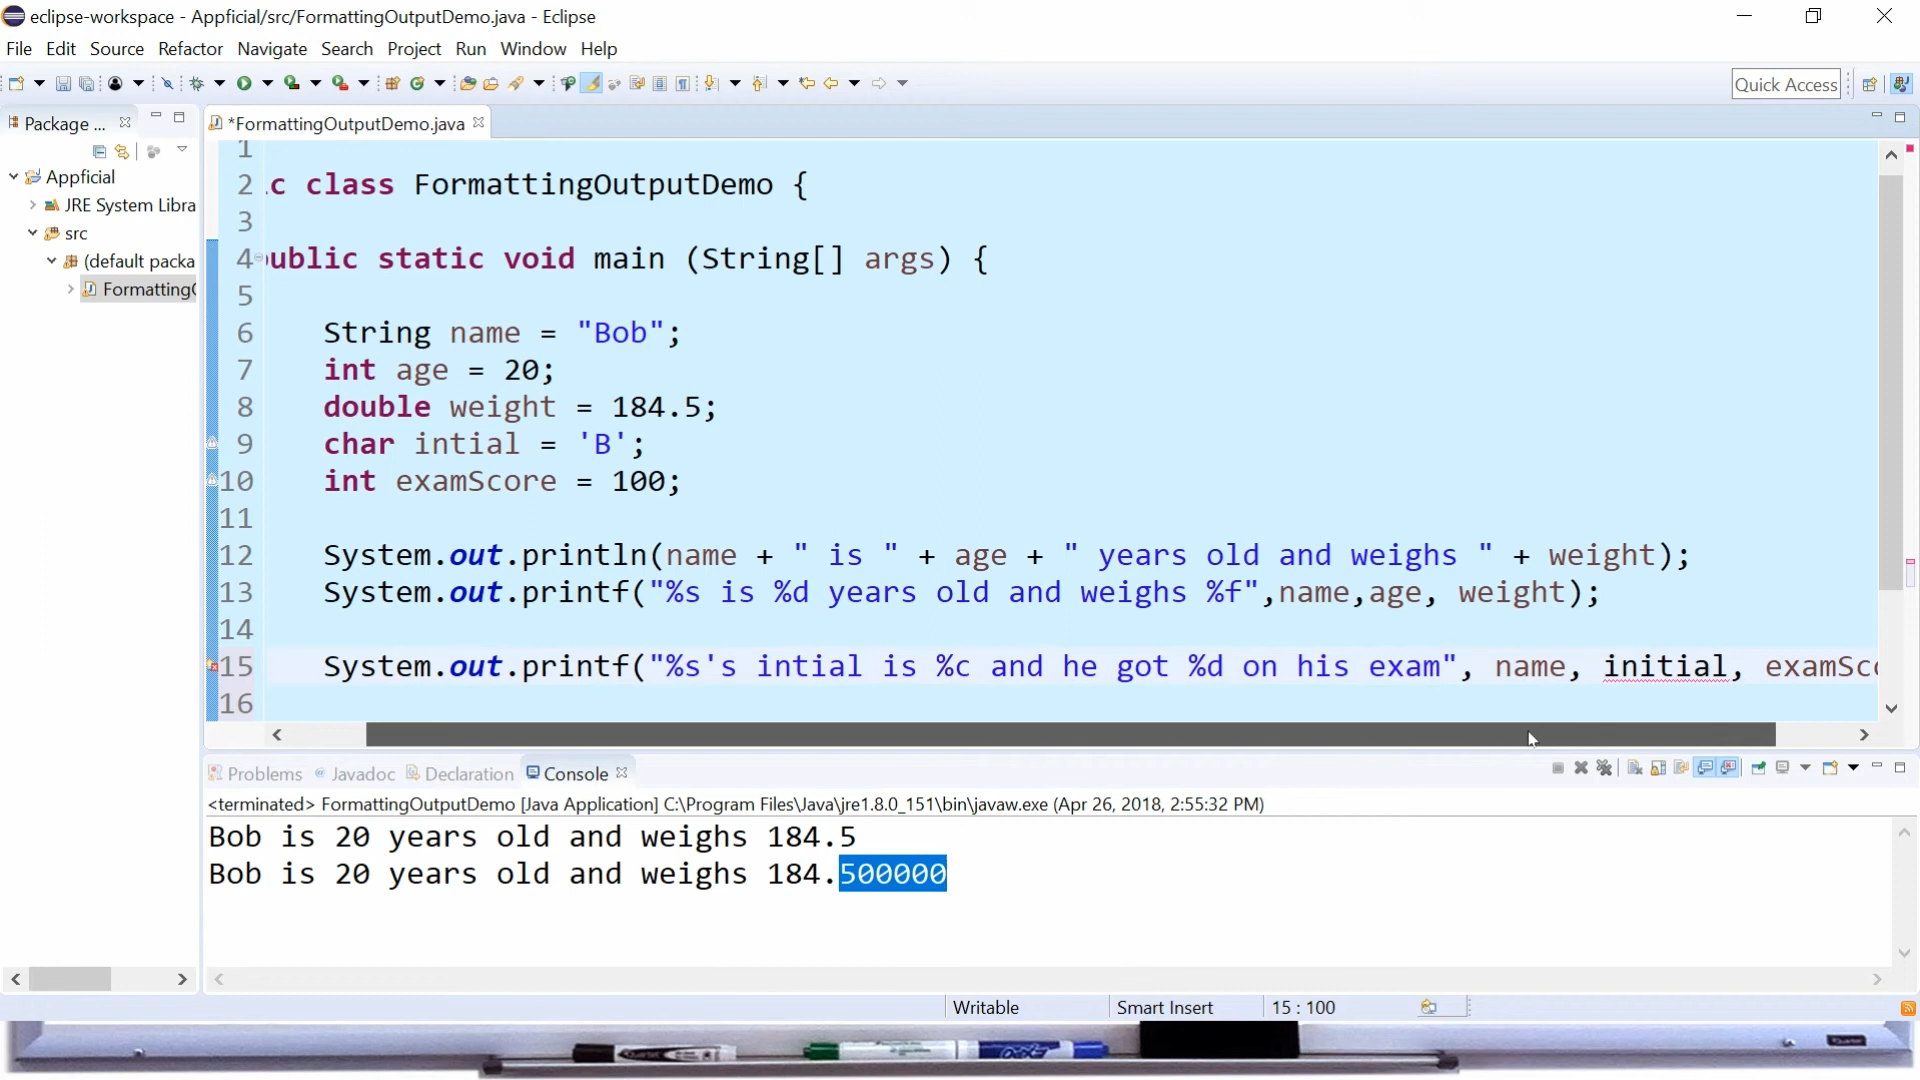 eclipse-workspace - Appficial/src/FormattingOutputDemo.java - Eclipse
File Edit Source Refactor Navigate Search Project Run Window Help
Quick Access
Package ...
*FormattingOutputDemo.java
Appficial
JRE System Libra
src
(default packa
Formatting
1
2 c class FormattingOutputDemo {
3
4 ublic static void main (String[] args) {
5
6 String name = "Bob";
7 int age = 20;
8 double weight = 184.5;
9 char intial = 'B';
10 int examScore = 100;
11
12 System.out.println(name + " is " + age + " years old and weighs " + weight);
13 System.out.printf("%s is %d years old and weighs %f",name,age, weight);
14
15 System.out.printf("%s's intial is %c and he got %d on his exam", name, initial, examSc
16
Problems Javadoc Declaration Console
<terminated> FormattingOutputDemo [Java Application] C:\Program Files\Java\jre1.8.0_151\bin\javaw.exe (Apr 26, 2018, 2:55:32 PM)
Bob is 20 years old and weighs 184.5
Bob is 20 years old and weighs 184.500000
Writable Smart Insert 15 : 100